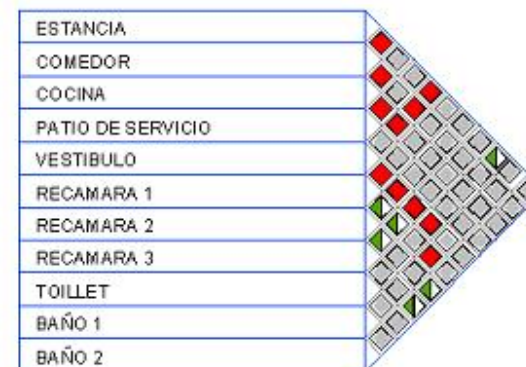 ESTANCIA
COMEDOR
COCINA
PATIO DE SERVICIO
VESTIBULO
RECAMARA 1
RECAMARA 2
RECAMARA 3
TOILLET
BAÑO 1
BAÑO 2